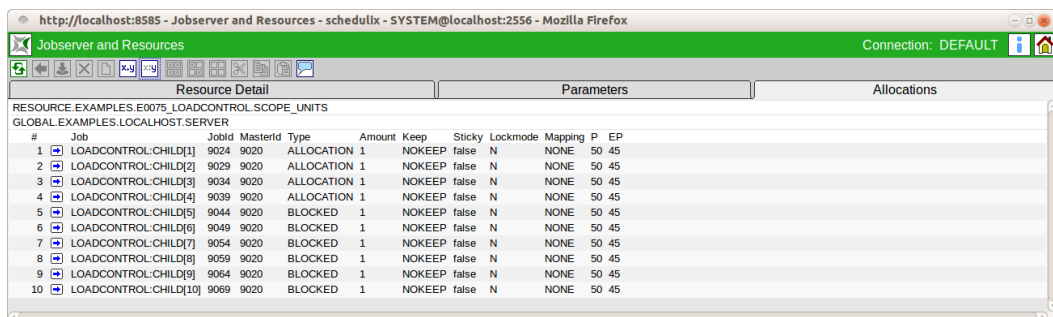 http://localhost:8585 - Jobserver and Resources - schedulix - SYSTEM@localhost:2556 - Mozilla Firefox
Jobserver and Resources Connection: DEFAULT
x.y x:y
Resource Detail Parameters Allocations
RESOURCE.EXAMPLES.E0075_LOADCONTROL.SCOPE_UNITS
GLOBAL.EXAMPLES.LOCALHOST.SERVER
# Job JobId MasterId Type Amount Keep Sticky Lockmode Mapping P EP
1 LOADCONTROL:CHILD[1] 9024 9020 ALLOCATION 1 NOKEEP false N NONE 50 45
2 LOADCONTROL:CHILD[2] 9029 9020 ALLOCATION 1 NOKEEP false N NONE 50 45
3 LOADCONTROL:CHILD[3] 9034 9020 ALLOCATION 1 NOKEEP false N NONE 50 45
4 LOADCONTROL:CHILD[4] 9039 9020 ALLOCATION 1 NOKEEP false N NONE 50 45
5 LOADCONTROL:CHILD[5] 9044 9020 BLOCKED 1 NOKEEP false N NONE 50 45
6 LOADCONTROL:CHILD[6] 9049 9020 BLOCKED 1 NOKEEP false N NONE 50 45
7 LOADCONTROL:CHILD[7] 9054 9020 BLOCKED 1 NOKEEP false N NONE 50 45
8 LOADCONTROL:CHILD[8] 9059 9020 BLOCKED 1 NOKEEP false N NONE 50 45
9 LOADCONTROL:CHILD[9] 9064 9020 BLOCKED 1 NOKEEP false N NONE 50 45
10 LOADCONTROL:CHILD[10] 9069 9020 BLOCKED 1 NOKEEP false N NONE 50 45